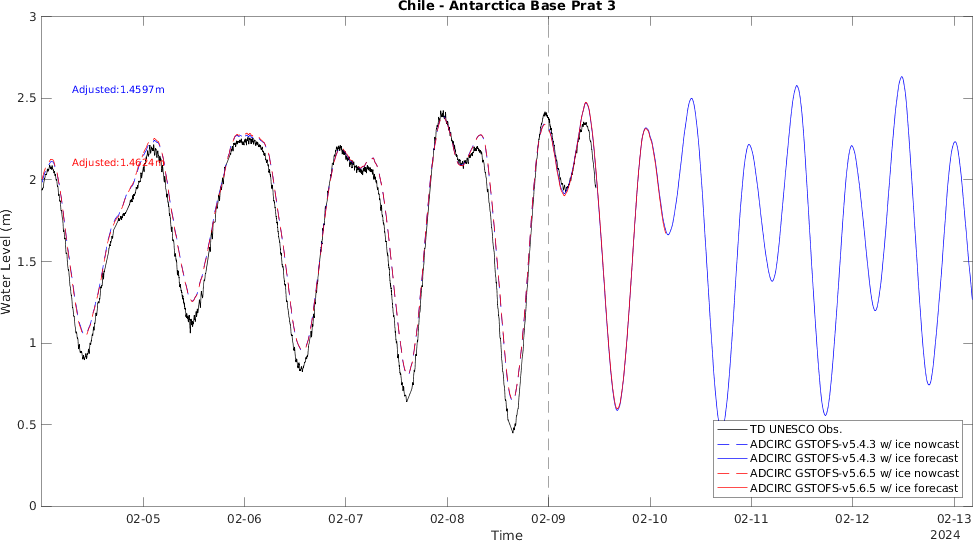 Chile - Antarctica Base Prat 3
3
2.5
2
1.5
1
0.5
0
Water Level (m)
Adjusted:1.4597m
Adjusted:1.4624m
TD UNESCO Obs.
ADCIRC GSTOFS-v5.4.3 w/ ice nowcast
ADCIRC GSTOFS-v5.4.3 w/ ice forecast
ADCIRC GSTOFS-v5.6.5 w/ ice nowcast
ADCIRC GSTOFS-v5.6.5 w/ ice forecast
02-05 02-06 02-07 02-08 02-09 02-10 02-11 02-12 02-13
Time
2024